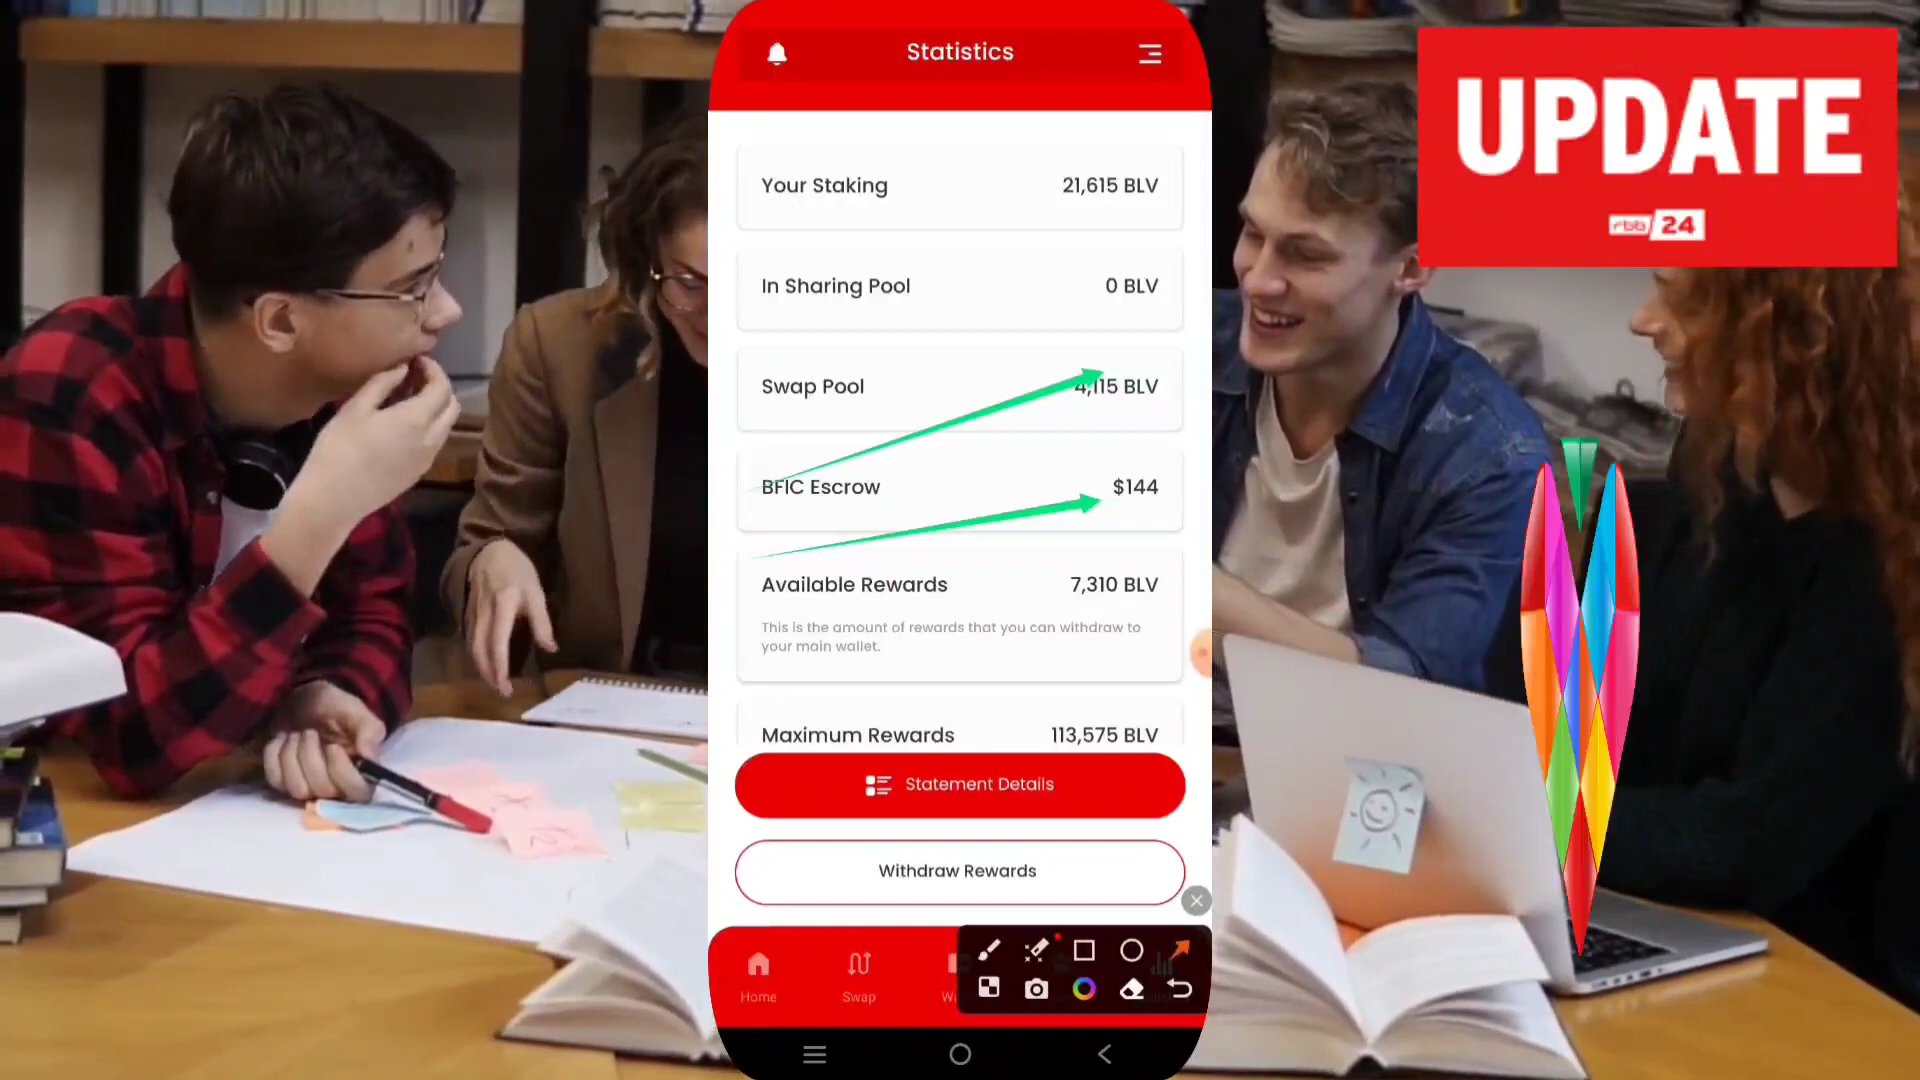 Statistics
Your Staking 21,615 BLV
In Sharing Pool 0 BLV
Swap Pool 4,115 BLV
BFIC Escrow $144
Available Rewards 7,310 BLV
This is the amount of rewards that you can withdraw to
your main wallet.
Maximum Rewards 113,575 BLV
Statement Details
Withdraw Rewards
Home Swap
UPDATE
rbb 24